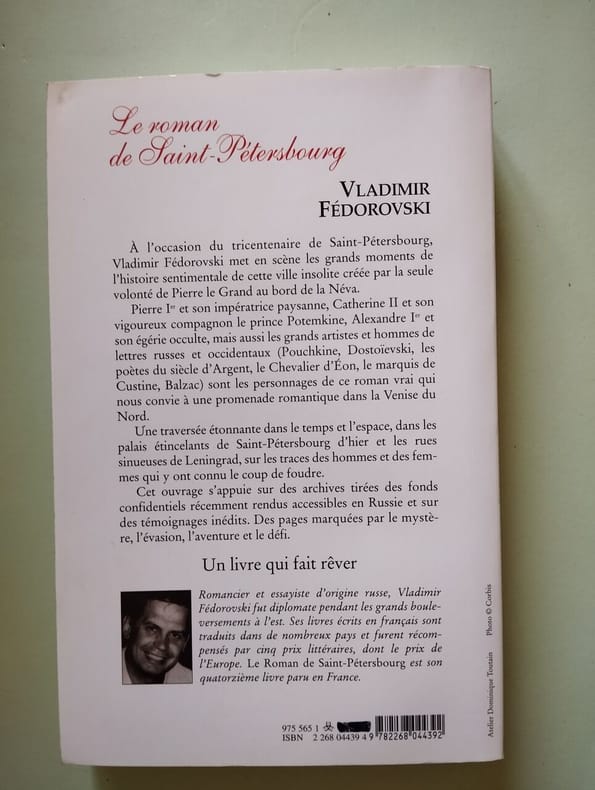 Le roman
de Saint-Pétersbourg
VLADIMIR
FÉDOROVSKI
À l'occasion du tricentenaire de Saint-Pétersbourg,
Vladimir Fédorovski met en scène les grands moments de
l'histoire sentimentale de cette ville insolite créée par la seule
volonté de Pierre le Grand au bord de la Néva.
Pierre Ier et son impératrice paysanne, Catherine II et son
vigoureux compagnon le prince Potemkine, Alexandre Ier et
son égérie occulte, mais aussi les grands artistes et hommes de
lettres russes et occidentaux (Pouchkine, Dostoïevski, les
poètes du siècle d'Argent, le Chevalier d'Éon, le marquis de
Custine, Balzac) sont les personnages de ce roman vrai qui
nous convie à une promenade romantique dans la Venise du
Nord.
Une traversée étonnante dans le temps et l'espace, dans les
palais étincelants de Saint-Pétersbourg d'hier et les rues
sinueuses de Leningrad, sur les traces des hommes et des fem-
mes qui y ont connu le coup de foudre.
Cet ouvrage s'appuie sur des archives tirées des fonds
confidentiels récemment rendus accessibles en Russie et sur
des témoignages inédits. Des pages marquées par le mystè-
re, l'évasion, l'aventure et le défi.
Un livre qui fait rêver
Romancier et essayiste d'origine russe, Vladimir
Fédorovski fut diplomate pendant les grands boule-
versements à l'est. Ses livres écrits en français sont
traduits dans de nombreux pays et furent récom-
pensés par cinq prix littéraires, dont le prix de
l'Europe. Le Roman de Saint-Pétersbourg est son
quatorzième livre paru en France.
975 565 1
ISBN 2 268 04439 4 9 782268 044392
Atelier Dominique Toutain Photo © Corbis